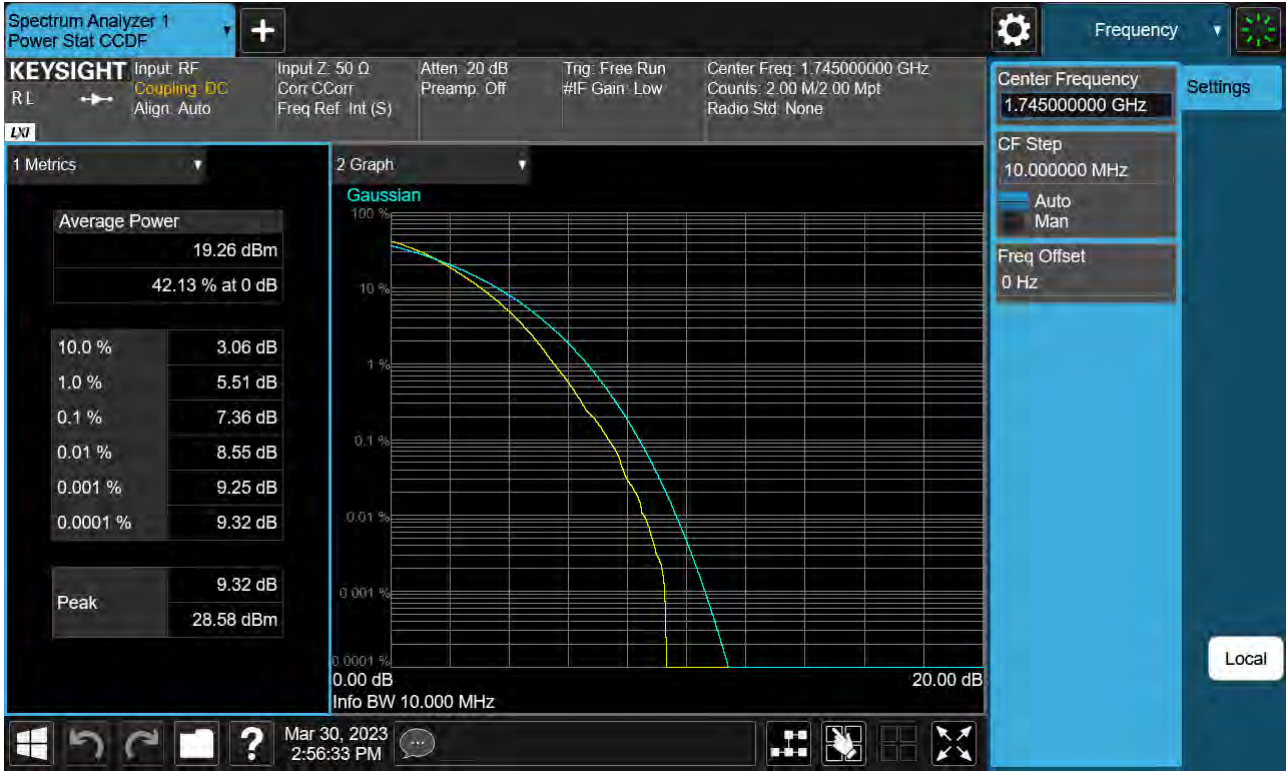 Spectrum Analyzer 1
Power Stat CCDF
+
Frequency
KEYSIGHT
RL
LXI
Input: RF
Coupling: DC
Align: Auto
Input Z: 50 Ω
Corr CCorr
Freq Ref: Int (S)
Atten: 20 dB
Preamp: Off
Trig: Free Run
#IF Gain: Low
Center Freq: 1.745000000 GHz
Counts: 2.00 M/2.00 Mpt
Radio Std: None
Center Frequency
1.745000000 GHz
Settings
CF Step
10.000000 MHz
Auto
Man
Freq Offset
0 Hz
1 Metrics
Average Power
19.26 dBm
42.13 % at 0 dB
10.0 % 3.06 dB
1.0 % 5.51 dB
0.1 % 7.36 dB
0.01 % 8.55 dB
0.001 % 9.25 dB
0.0001 % 9.32 dB
Peak
9.32 dB
28.58 dBm
2 Graph
Gaussian
100 %
10 %
1 %
0.1 %
0.01 %
0.001 %
0.0001 %
0.00 dB 20.00 dB
Info BW 10.000 MHz
Local
?
Mar 30, 2023
2:56:33 PM